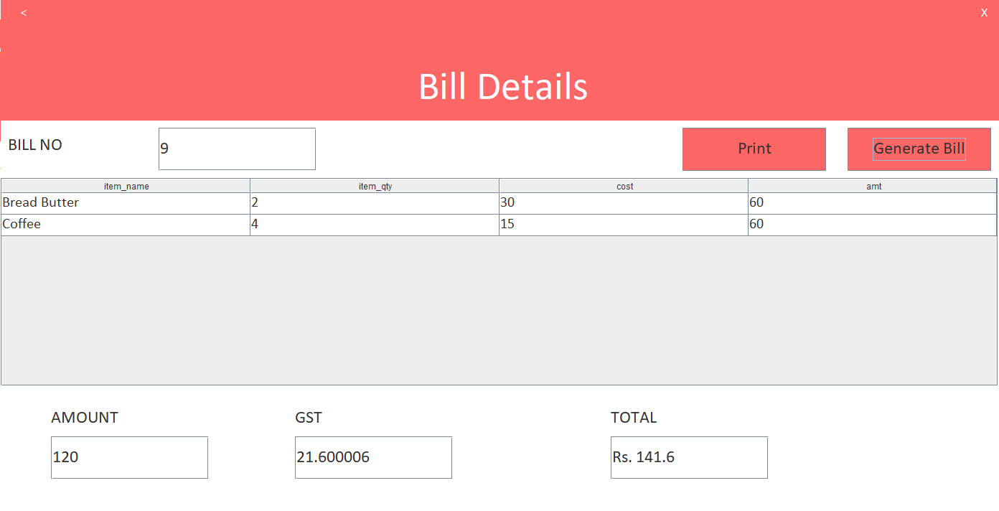 < X
Bill Details
BILL NO 9 Print Generate Bill
item_name item_qty cost amt
Bread Butter 2 30 60
Coffee 4 15 60
AMOUNT GST TOTAL
120 21.600006 Rs. 141.6